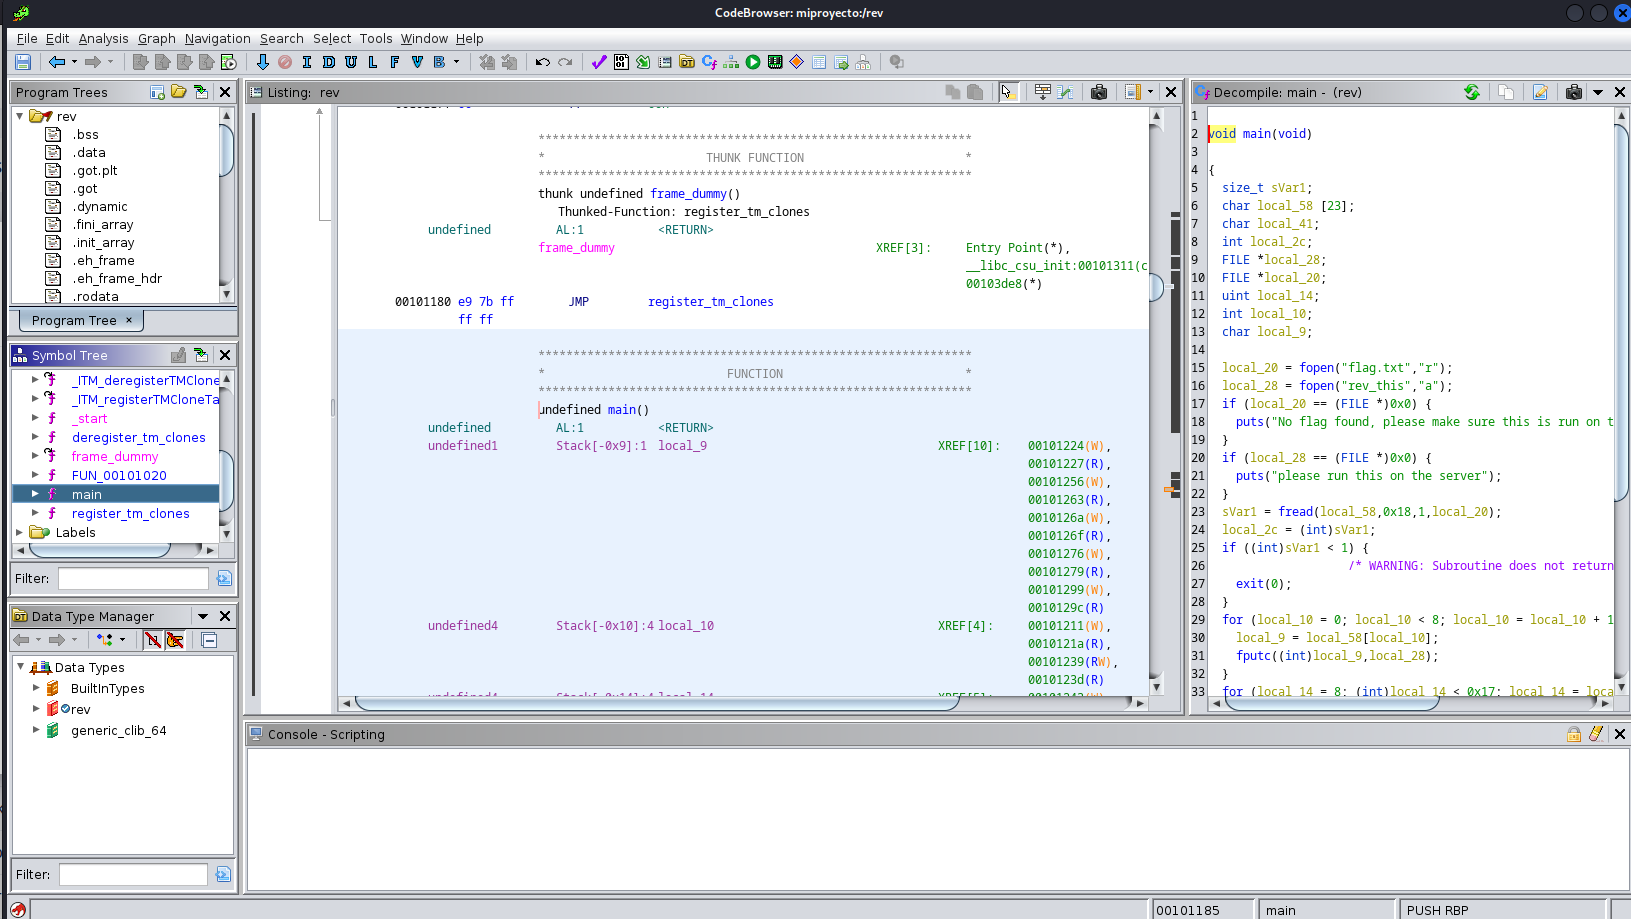 CodeBrowser: miproyecto:/rev
File Edit Analysis Graph Navigation Search Select Tools Window Help
I D U L F V B
Program Trees
rev
.bss
.data
.got.plt
.got
.dynamic
.fini_array
.init_array
.eh_frame
.eh_frame_hdr
.rodata
Program Tree ×
Symbol Tree
_ITM_deregisterTMClone
_ITM_registerTMCloneTa
_start
deregister_tm_clones
frame_dummy
FUN_00101020
main
register_tm_clones
Labels
Filter:
Data Type Manager
Data Types
BuiltInTypes
rev
generic_clib_64
Filter:
Listing: rev
**************************************************************
* THUNK FUNCTION *
**************************************************************
thunk undefined frame_dummy()
Thunked-Function: register_tm_clones
undefined AL:1 <RETURN>
frame_dummy XREF[3]: Entry Point(*),
__libc_csu_init:00101311(c
00103de8(*)
00101180 e9 7b ff JMP register_tm_clones
ff ff
**************************************************************
* FUNCTION *
**************************************************************
undefined main()
undefined AL:1 <RETURN>
undefined1 Stack[-0x9]:1 local_9 XREF[10]: 00101224(W),
00101227(R),
00101256(W),
00101263(R),
0010126a(W),
0010126f(R),
00101276(W),
00101279(R),
00101299(W),
0010129c(R)
undefined4 Stack[-0x10]:4 local_10 XREF[4]: 00101211(W),
0010121a(R),
00101239(RW),
0010123d(R)
undefined4 Stack[-0x14]:4 local_14 XREF[5]: 00101243(W)
Decompile: main - (rev)
1
2 void main(void)
3
4 {
5 size_t sVar1;
6 char local_58 [23];
7 char local_41;
8 int local_2c;
9 FILE *local_28;
10 FILE *local_20;
11 uint local_14;
12 int local_10;
13 char local_9;
14
15 local_20 = fopen("flag.txt","r");
16 local_28 = fopen("rev_this","a");
17 if (local_20 == (FILE *)0x0) {
18 puts("No flag found, please make sure this is run on t
19 }
20 if (local_28 == (FILE *)0x0) {
21 puts("please run this on the server");
22 }
23 sVar1 = fread(local_58,0x18,1,local_20);
24 local_2c = (int)sVar1;
25 if ((int)sVar1 < 1) {
26 /* WARNING: Subroutine does not return
27 exit(0);
28 }
29 for (local_10 = 0; local_10 < 8; local_10 = local_10 + 1
30 local_9 = local_58[local_10];
31 fputc((int)local_9,local_28);
32 }
33 for (local_14 = 8; (int)local_14 < 0x17; local_14 = loca
Console - Scripting
00101185 main PUSH RBP